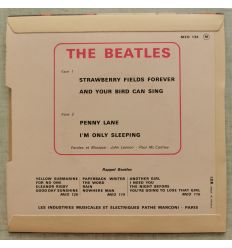 MEO 134 M
THE BEATLES
Face 1
STRAWBERRY FIELDS FOREVER
AND YOUR BIRD CAN SING
Face 2
PENNY LANE
I'M ONLY SLEEPING
Paroles et Musique : John Lennon - Paul Mc Cartney
Rappel Beatles
YELLOW SUBMARINE PAPERBACK WRITER ANOTHER GIRL
FOR NO ONE THE WORD I NEED YOU
ELEANOR RIGBY RAIN THE NIGHT BEFORE
GOOD DAY SUNSHINE NOWHERE MAN YOU'RE GOING TO LOSE THAT GIRL
LES INDUSTRIES MUSICALES ET ELECTRIQUES PATHE MARCONI - PARIS